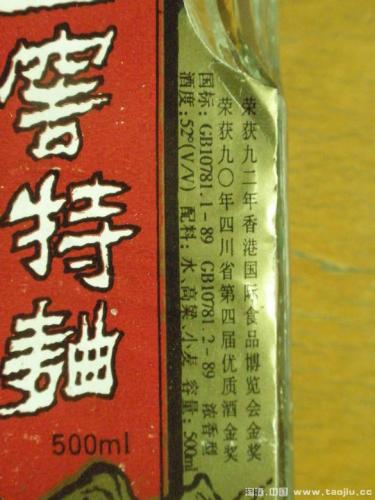 窖特麯
500ml
荣获九二年香港国际食品博览会金奖
荣获九〇年四川省第四届优质酒金奖
国标：GB10781.1-89 GB10781.2-89 浓香型
酒度：52°(V/V) 配料：水、高粱、小麦 容量：500ml
www.taojiu.cc